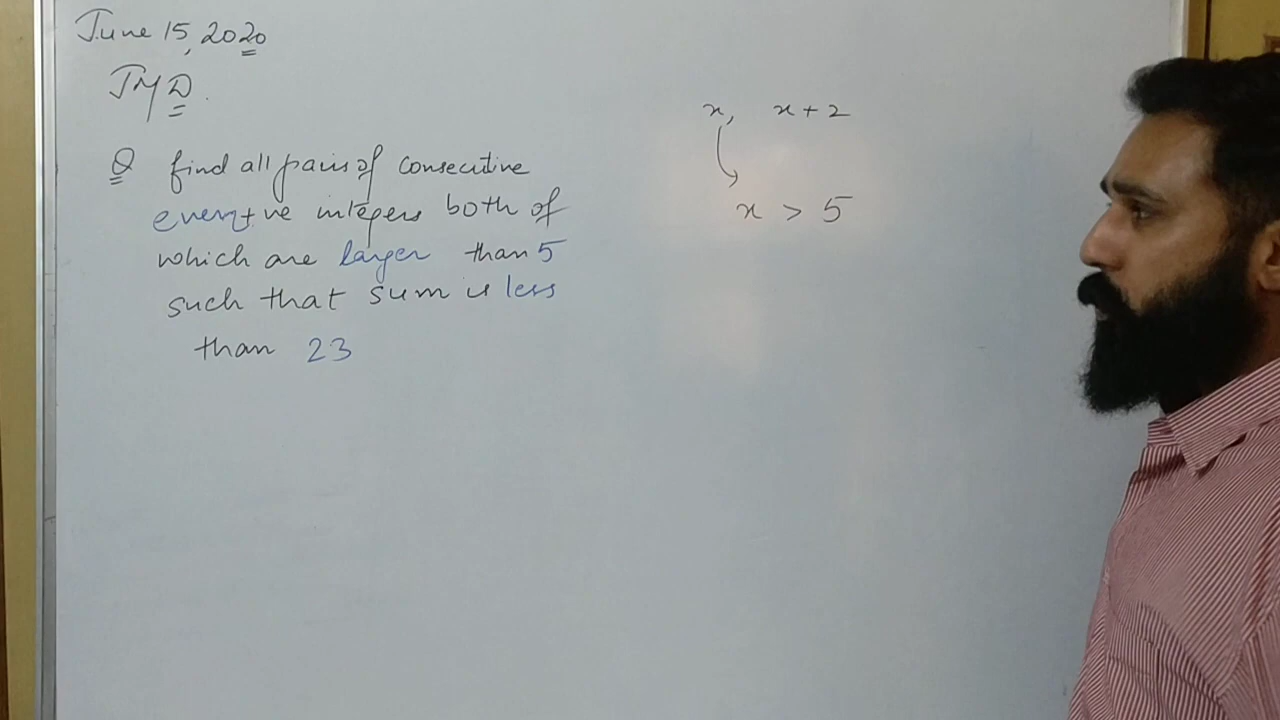 June 15, 2020
JMD.
Q find all pairs of consecutive
even +ve integers both of
which are larger than 5
such that sum is less
than 23
x, x + 2
x > 5